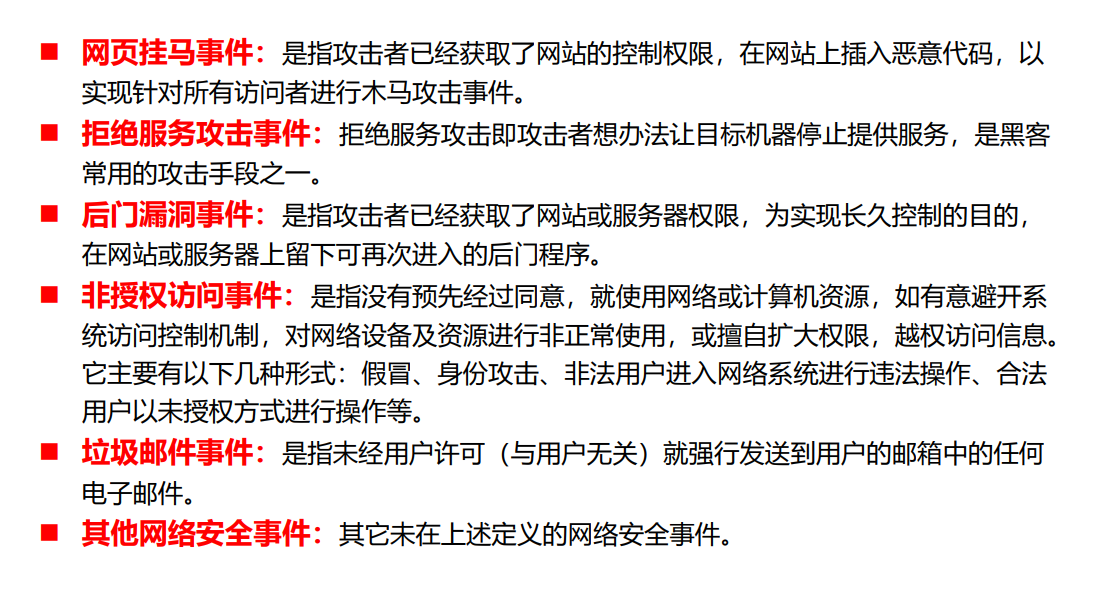 ■ 网页挂马事件：是指攻击者已经获取了网站的控制权限，在网站上插入恶意代码，以
实现针对所有访问者进行木马攻击事件。
■ 拒绝服务攻击事件：拒绝服务攻击即攻击者想办法让目标机器停止提供服务，是黑客
常用的攻击手段之一。
■ 后门漏洞事件：是指攻击者已经获取了网站或服务器权限，为实现长久控制的目的，
在网站或服务器上留下可再次进入的后门程序。
■ 非授权访问事件：是指没有预先经过同意，就使用网络或计算机资源，如有意避开系
统访问控制机制，对网络设备及资源进行非正常使用，或擅自扩大权限，越权访问信息。
它主要有以下几种形式：假冒、身份攻击、非法用户进入网络系统进行违法操作、合法
用户以未授权方式进行操作等。
■ 垃圾邮件事件：是指未经用户许可（与用户无关）就强行发送到用户的邮箱中的任何
电子邮件。
■ 其他网络安全事件：其它未在上述定义的网络安全事件。